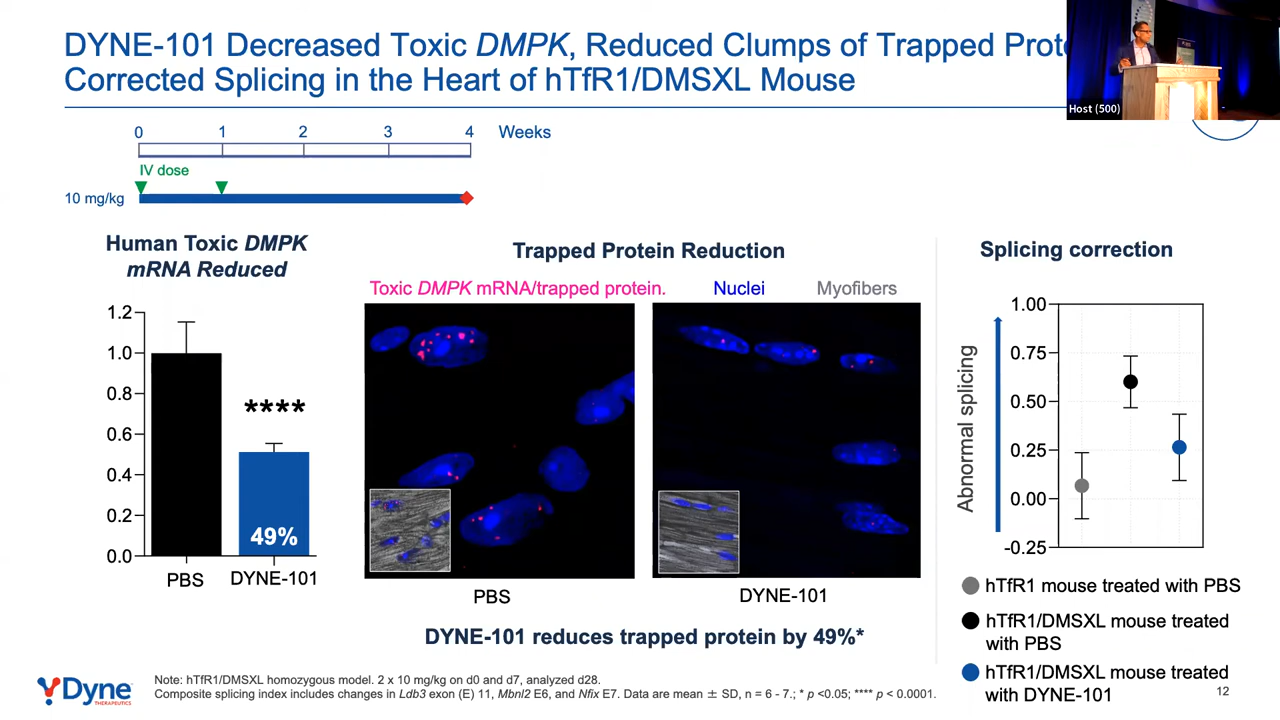 DYNE-101 Decreased Toxic DMPK, Reduced Clumps of Trapped
Corrected Splicing in the Heart of hTfR1/DMSXL Mouse
Host (500)
0 1 2 3 4 Weeks
IV dose
10 mg/kg
Human Toxic DMPK
mRNA Reduced
1.2
1.0
0.8
0.6
0.4
0.2
0.0
****
49%
PBS DYNE-101
Trapped Protein Reduction
Toxic DMPK mRNA/trapped protein. Nuclei Myofibers
PBS DYNE-101
DYNE-101 reduces trapped protein by 49%*
Splicing correction
Abnormal splicing
1.00
0.75
0.50
0.25
0.00
-0.25
hTfR1 mouse treated with PBS
hTfR1/DMSXL mouse treated
with PBS
hTfR1/DMSXL mouse treated
with DYNE-101
Dyne
THERAPEUTICS
Note: hTfR1/DMSXL homozygous model. 2 x 10 mg/kg on d0 and d7, analyzed d28.
Composite splicing index includes changes in Ldb3 exon (E) 11, Mbnl2 E6, and Nfix E7. Data are mean ± SD, n = 6 - 7.; * p <0.05; **** p < 0.0001.
12